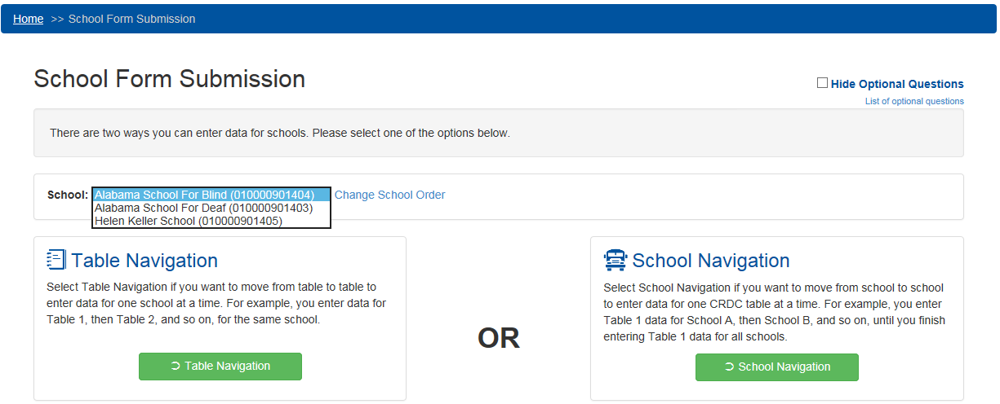 Home >> School Form Submission
School Form Submission
Hide Optional Questions
List of optional questions
There are two ways you can enter data for schools. Please select one of the options below.
School: Alabama School For Blind (010000901404) Change School Order
Alabama School For Deaf (010000901403)
Helen Keller School (010000901405)
Table Navigation
Select Table Navigation if you want to move from table to table to
enter data for one school at a time. For example, you enter data for
Table 1, then Table 2, and so on, for the same school.
Table Navigation
OR
School Navigation
Select School Navigation if you want to move from school to school
to enter data for one CRDC table at a time. For example, you enter
Table 1 data for School A, then School B, and so on, until you finish
entering Table 1 data for all schools.
School Navigation